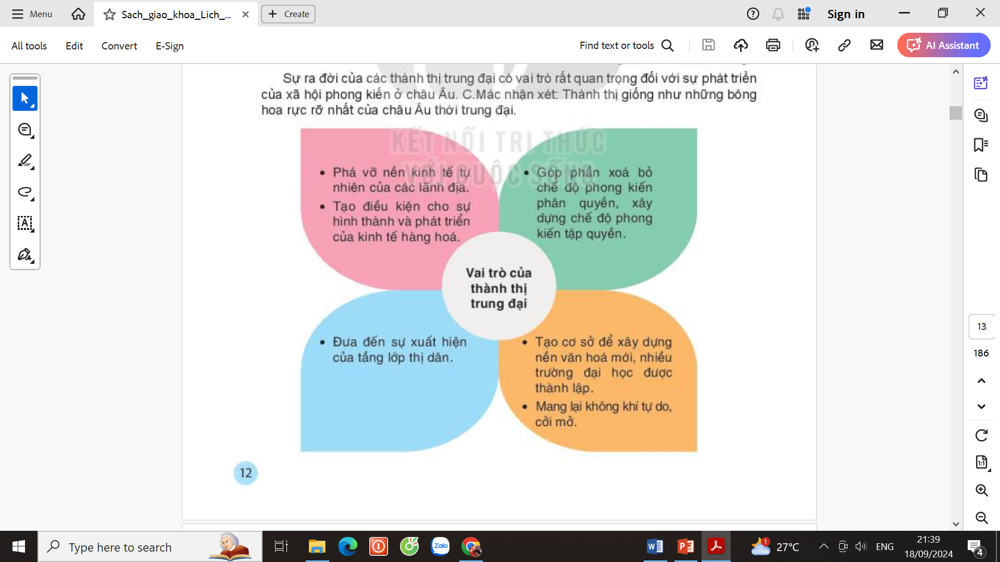 Menu
Sach_giao_khoa_Lich_...
Create
Sign in
All tools
Edit
Convert
E-Sign
Find text or tools
AI Assistant
Sự ra đời của các thành thị trung đại có vai trò rất quan trọng đối với sự phát triển
của xã hội phong kiến ở châu Âu. C.Mác nhận xét: Thành thị giống như những bông
hoa rực rỡ nhất của châu Âu thời trung đại.
KẾT NỐI TRI THỨC
VỚI CUỘC SỐNG
• Phá vỡ nền kinh tế tự
nhiên của các lãnh địa.
• Tạo điều kiện cho sự
hình thành và phát triển
của kinh tế hàng hoá.
• Góp phần xoá bỏ
chế độ phong kiến
phân quyền, xây
dựng chế độ phong
kiến tập quyền.
Vai trò của
thành thị
trung đại
• Đưa đến sự xuất hiện
của tầng lớp thị dân.
• Tạo cơ sở để xây dựng
nền văn hoá mới, nhiều
trường đại học được
thành lập.
• Mang lại không khí tự do,
cởi mở.
12
13
186
1:1
Type here to search
Zalo
1
27°C
ENG
21:39
18/09/2024
4